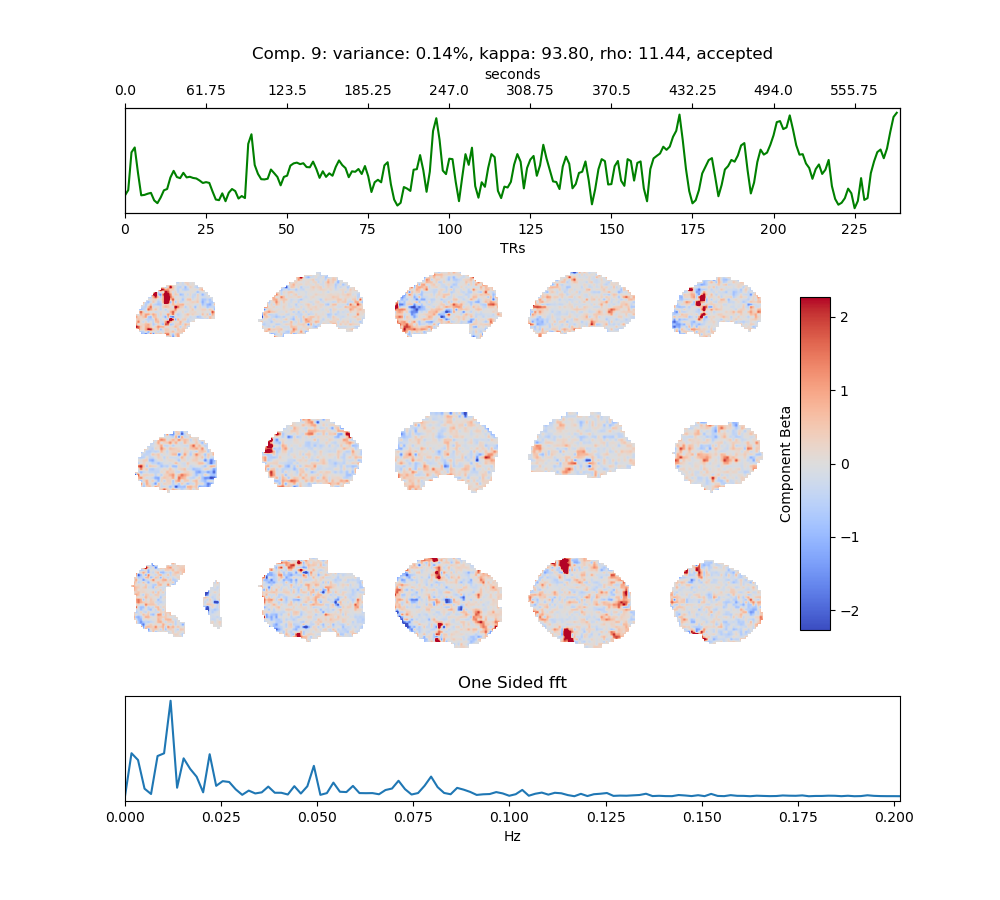 Comp. 9: variance: 0.14%, kappa: 93.80, rho: 11.44, accepted
seconds
0.0 61.75 123.5 185.25 247.0 308.75 370.5 432.25 494.0 555.75
0 25 50 75 100 125 150 175 200 225
TRs
2
1
0
−1
−2
Component Beta
One Sided fft
0.000 0.025 0.050 0.075 0.100 0.125 0.150 0.175 0.200
Hz